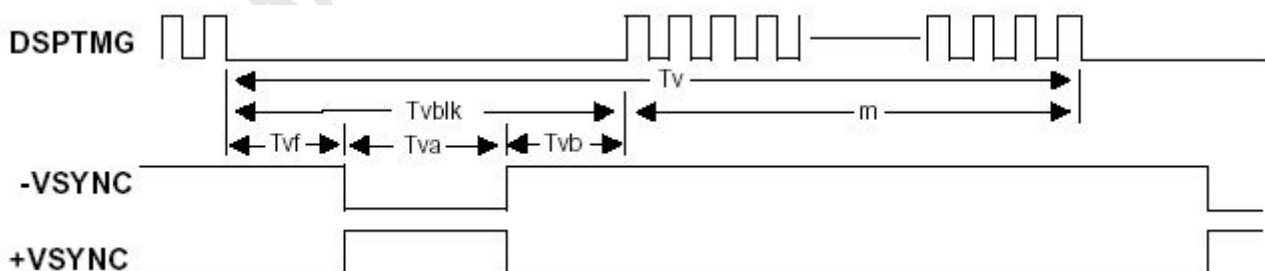 DSPTMG
Tv
Tvblk m
Tvf Tva Tvb
-VSYNC
+VSYNC